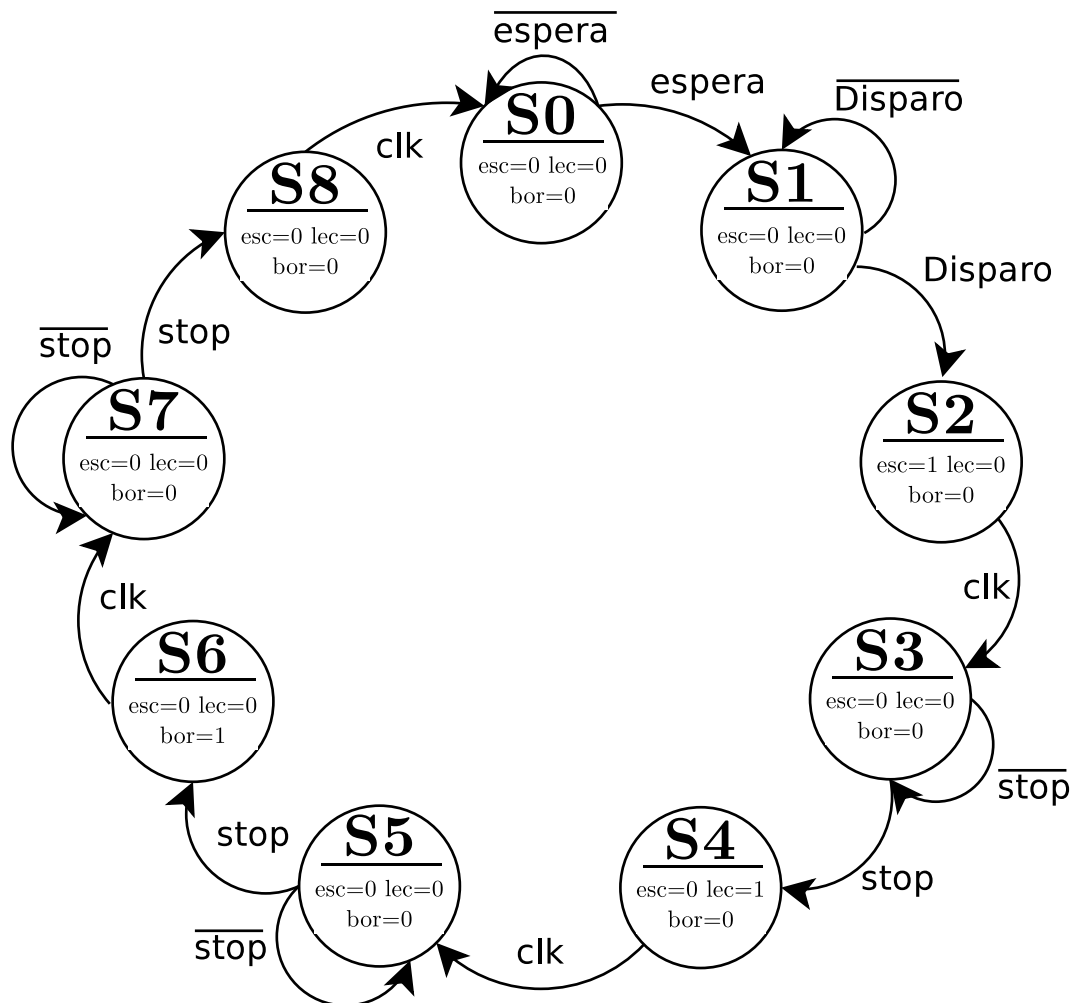 espera
espera
Disparo
S0
esc=0 lec=0
bor=0
clk
S1
esc=0 lec=0
bor=0
S8
esc=0 lec=0
bor=0
Disparo
stop
stop
S7
esc=0 lec=0
bor=0
S2
esc=1 lec=0
bor=0
clk
clk
S6
esc=0 lec=0
bor=1
S3
esc=0 lec=0
bor=0
stop
stop
S5
esc=0 lec=0
bor=0
S4
esc=0 lec=1
bor=0
stop
stop
clk